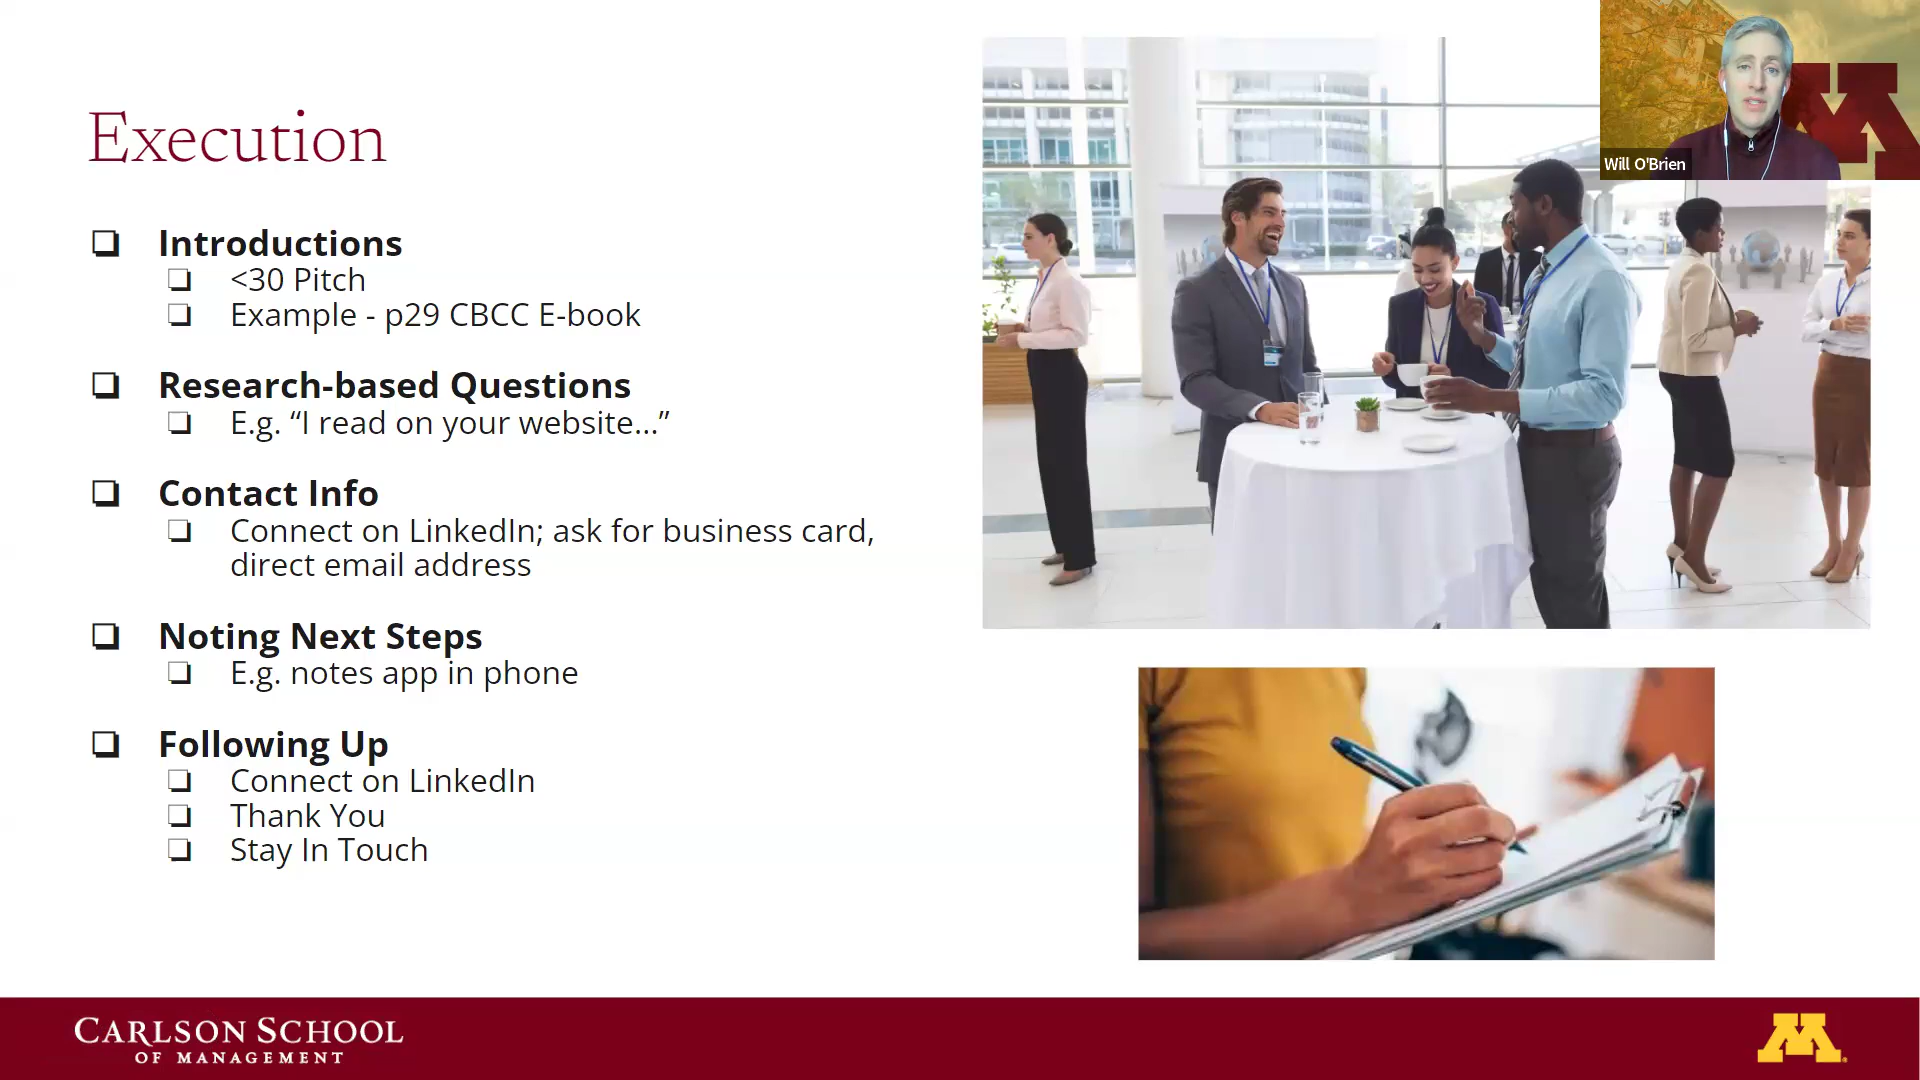 Execution
Introductions
<30 Pitch
Example - p29 CBCC E-book
Research-based Questions
E.g. “I read on your website...”
Contact Info
Connect on LinkedIn; ask for business card,
direct email address
Noting Next Steps
E.g. notes app in phone
Following Up
Connect on LinkedIn
Thank You
Stay In Touch
M
Will O'Brien
CARLSON SCHOOL
OF MANAGEMENT
M